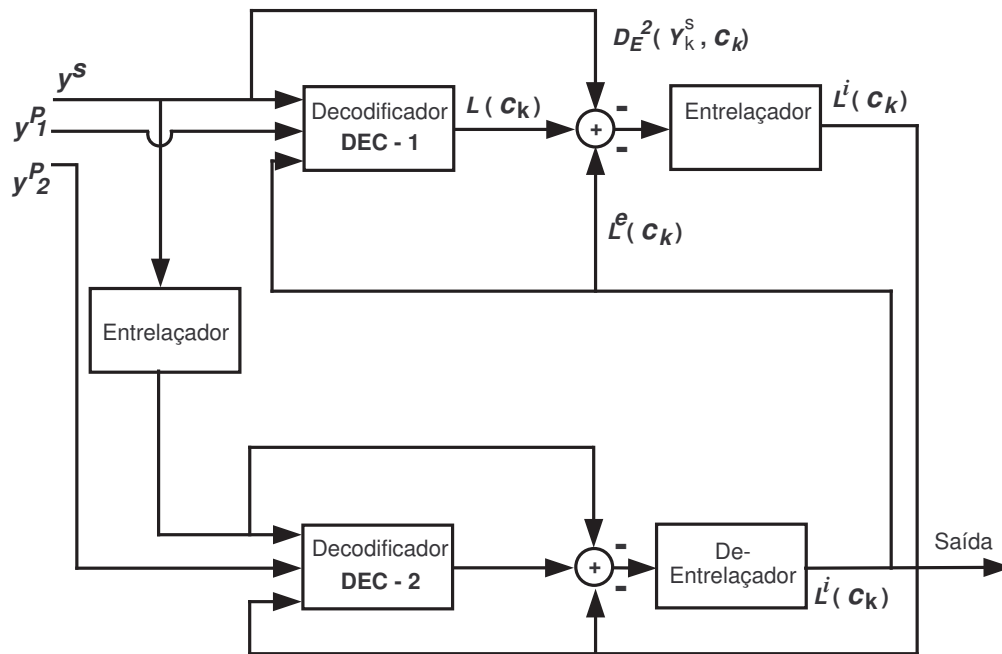 D_E^2( Y_k^s , c_k)
y^s
y^P_1
y^P_2
Decodificador
DEC - 1
L ( c_k)
+
-
-
Entrelaçador
L^i( c_k)
L^e( c_k)
Entrelaçador
Decodificador
DEC - 2
+
-
-
De-
Entrelaçador
L^i( c_k)
Saída